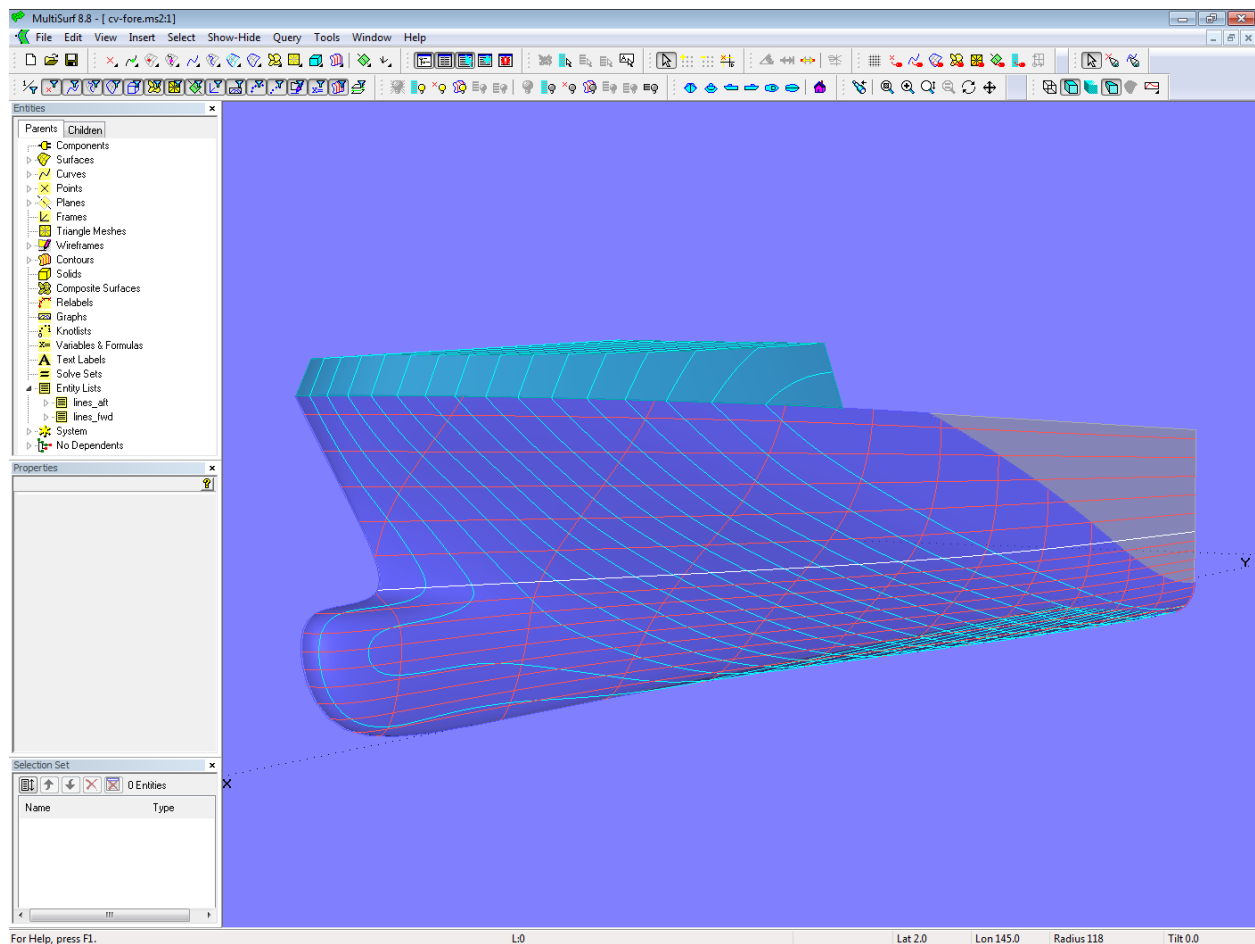 MultiSurf 8.8 - [ cv-fore.ms2:1]
File Edit View Insert Select Show-Hide Query Tools Window Help
Entities
Parents Children
Components
Surfaces
Curves
Points
Planes
Frames
Triangle Meshes
Wireframes
Contours
Solids
Composite Surfaces
Relabels
Graphs
Knotlists
Variables & Formulas
Text Labels
Solve Sets
Entity Lists
lines_aft
lines_fwd
System
No Dependents
Properties
Selection Set
0 Entities
Name Type
X
Y
For Help, press F1. L:0 Lat 2.0 Lon 145.0 Radius 118 Tilt 0.0